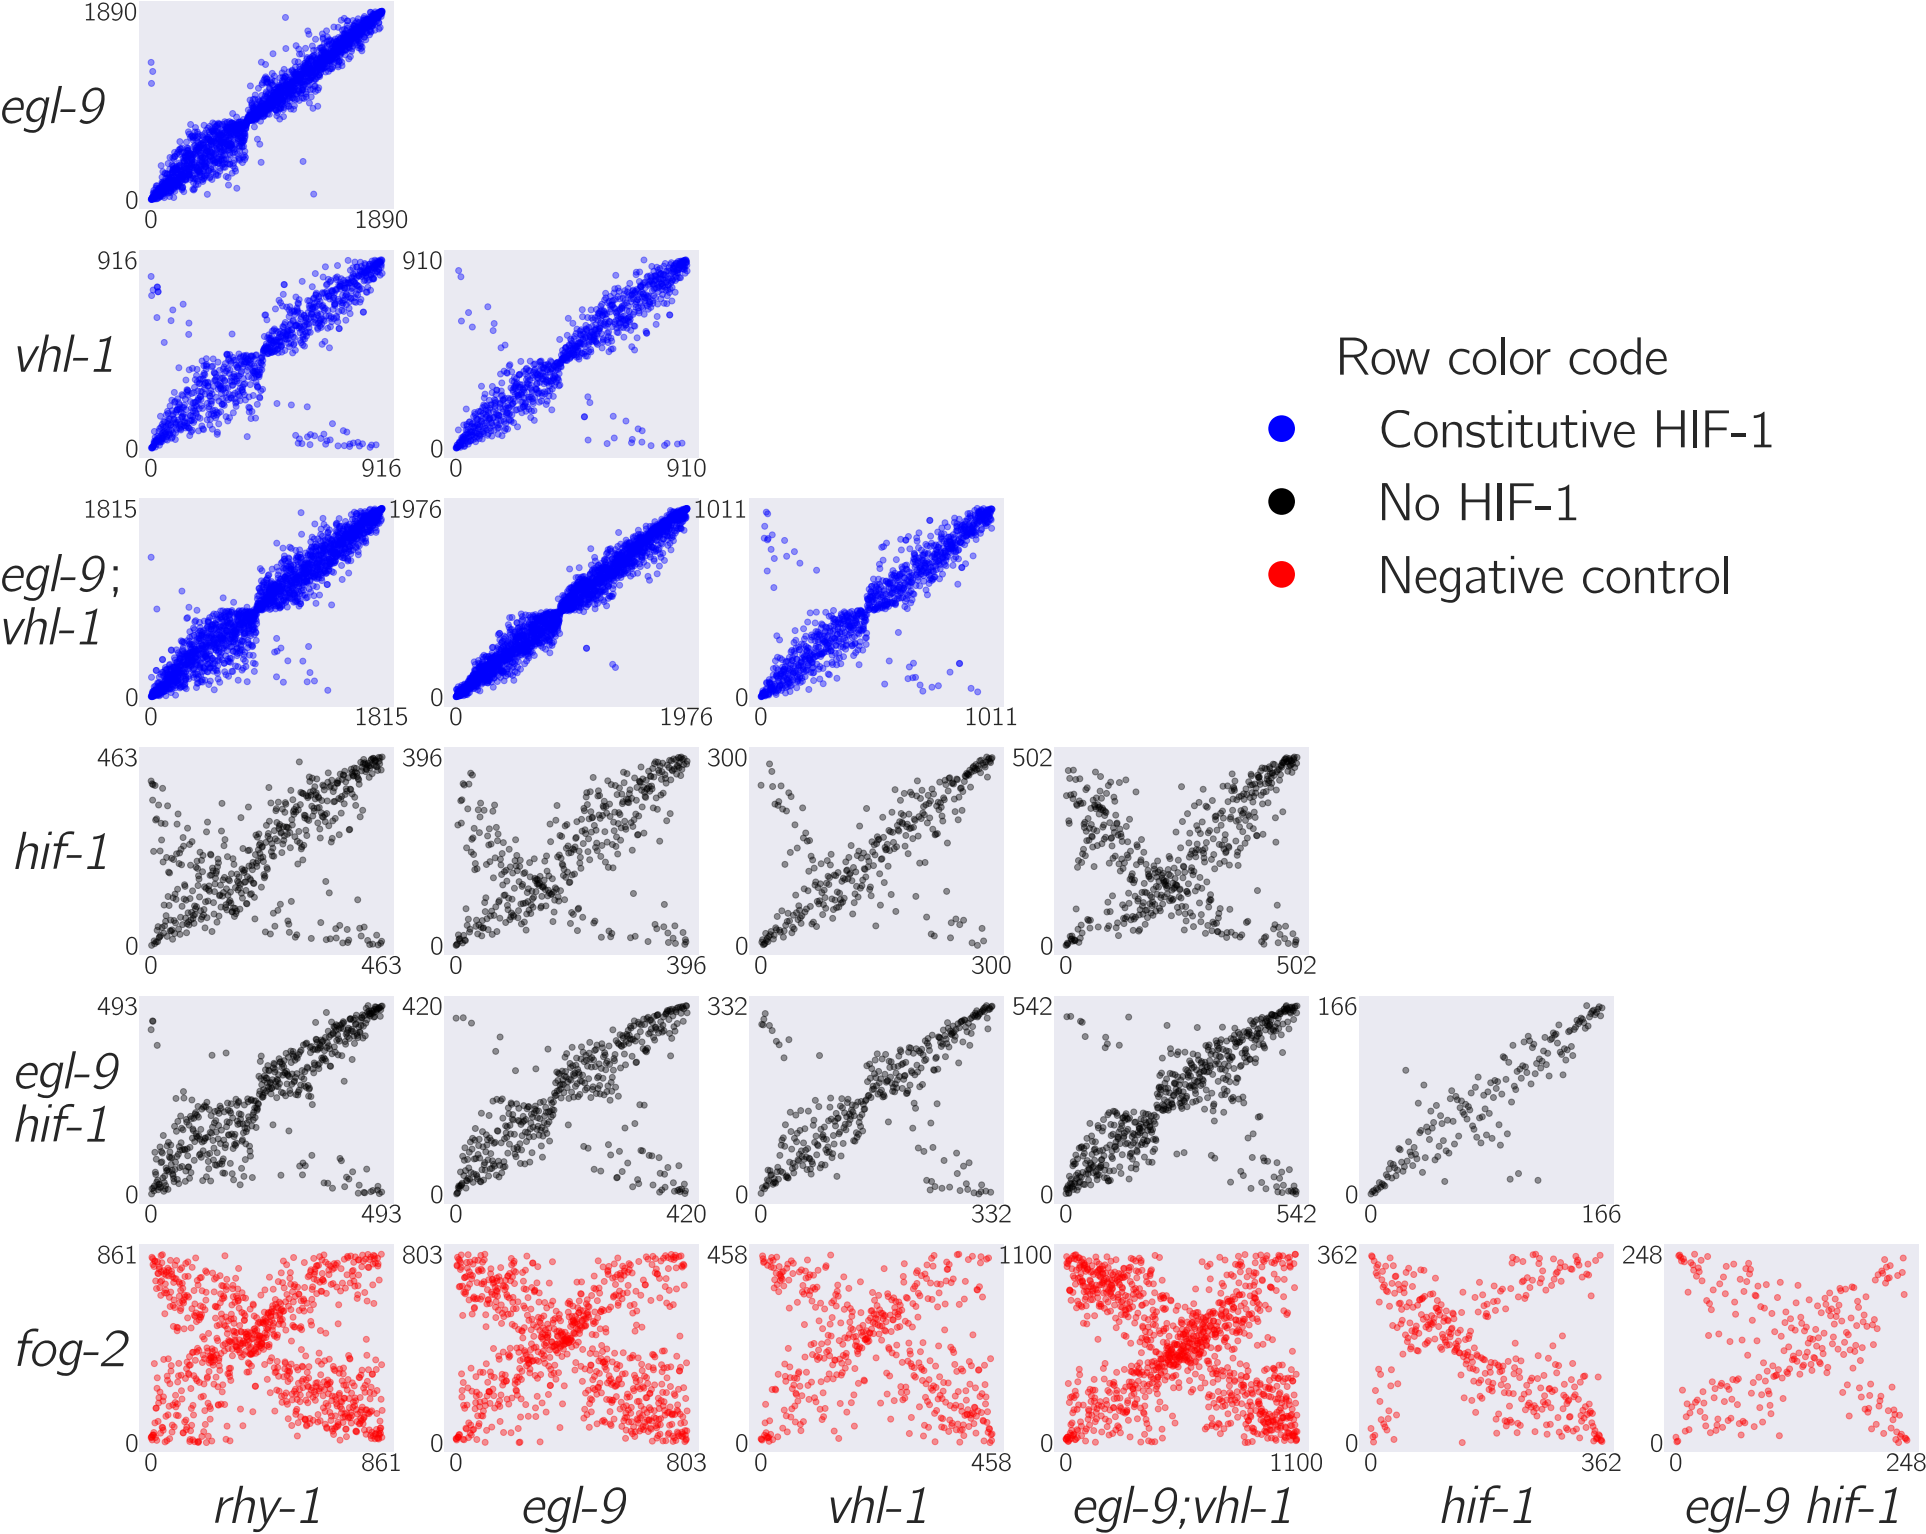 1890
egl-9
0
0 1890
916 910
vhl-1
0 0
0 916 0 910
Row color code
Constitutive HIF-1
No HIF-1
Negative control
1815 1976 1011
egl-9;
vhl-1
0 0 0
0 1815 0 1976 0 1011
463 396 300 502
hif-1
0 0 0 0
0 463 0 396 0 300 0 502
493 420 332 542 166
egl-9
hif-1
0 0 0 0 0
0 493 0 420 0 332 0 542 0 166
861 803 458 1100 362 248
fog-2
0 0 0 0 0 0
0 861 0 803 0 458 0 1100 0 362 0 248
rhy-1 egl-9 vhl-1 egl-9;vhl-1 hif-1 egl-9 hif-1